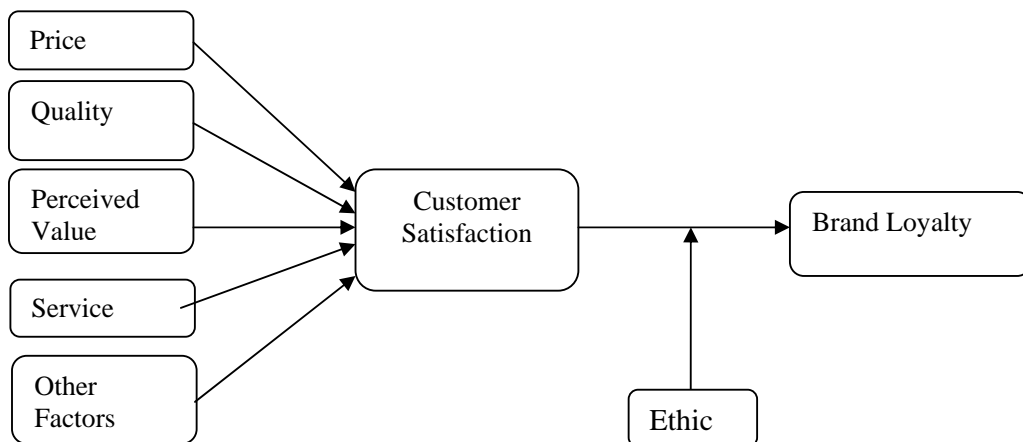 Price
Quality
Perceived
Value
Service
Other
Factors
Customer
Satisfaction
Brand Loyalty
Ethic